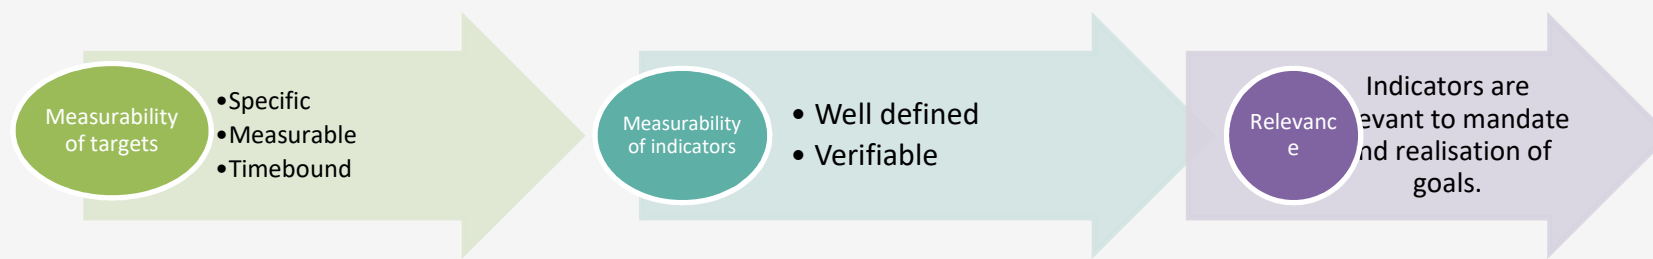 Measurability
of targets
•Specific
•Measurable
•Timebound
Measurability
of indicators
• Well defined
• Verifiable
Relevanc
e
Indicators are
evant to mandate
nd realisation of
goals.